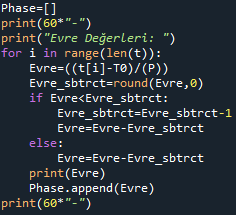 Phase=[]
print(60*"-")
print("Evre Değerleri: ")
for i in range(len(t)):
    Evre=((t[i]-T0)/(P))
    Evre_sbtrct=round(Evre,0)
    if Evre<Evre_sbtrct:
        Evre_sbtrct=Evre_sbtrct-1
        Evre=Evre-Evre_sbtrct
    else:
        Evre=Evre-Evre_sbtrct
    print(Evre)
    Phase.append(Evre)
print(60*"-")